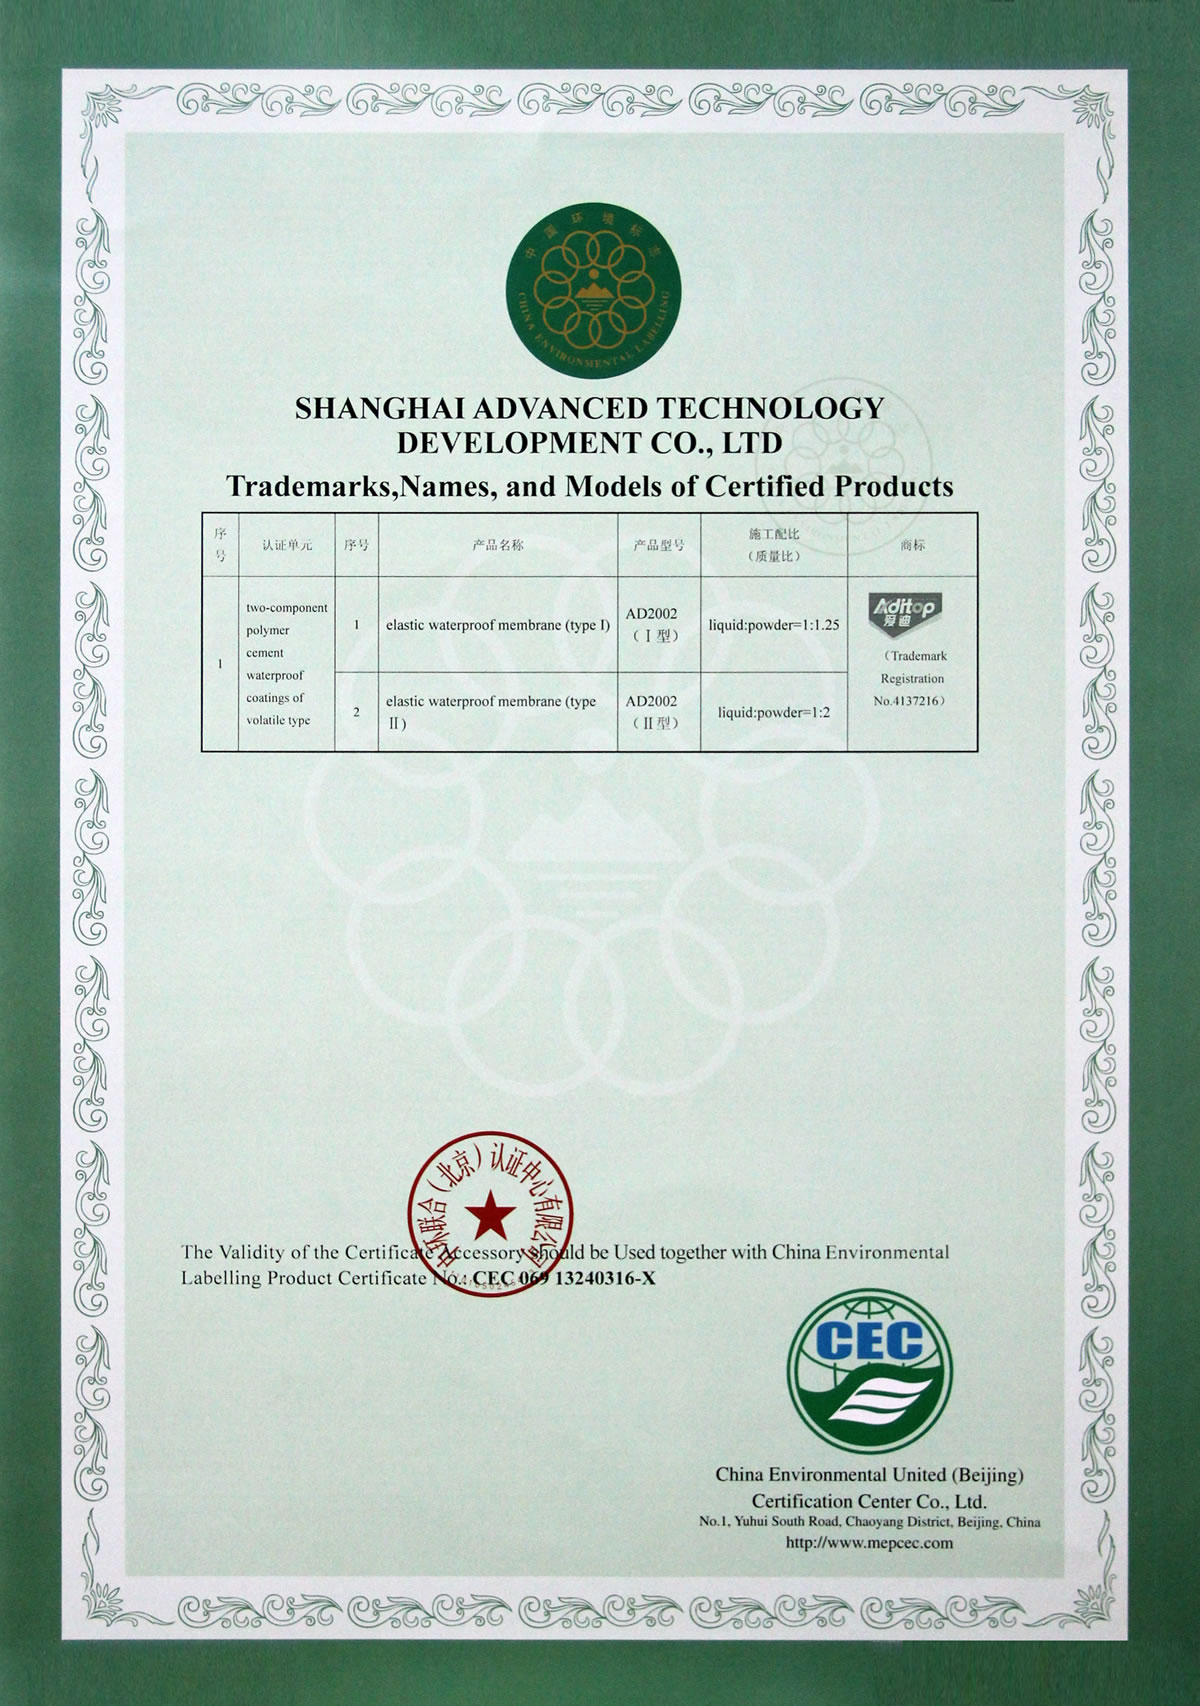 中国环境标志
CHINA ENVIRONMENTAL LABELLING
SHANGHAI ADVANCED TECHNOLOGY
DEVELOPMENT CO., LTD
Trademarks,Names, and Models of Certified Products
序号 认证单元 序号 产品名称 产品型号 施工配比（质量比） 商标
1
two-component
polymer
cement
waterproof
coatings of
volatile type
1 elastic waterproof membrane (type I) AD2002
（Ⅰ型） liquid:powder=1:1.25
2 elastic waterproof membrane (type
Ⅱ) AD2002
（Ⅱ型） liquid:powder=1:2
Aditop
爱迪
（Trademark
Registration
No.4137216）
中环联合（北京）认证中心有限公司
The Validity of the Certificate Accessory should be Used together with China Environmental
Labelling Product Certificate No.: CEC 069 13240316-X
CEC
China Environmental United (Beijing)
Certification Center Co., Ltd.
No.1, Yuhui South Road, Chaoyang District, Beijing, China
http://www.mepcec.com